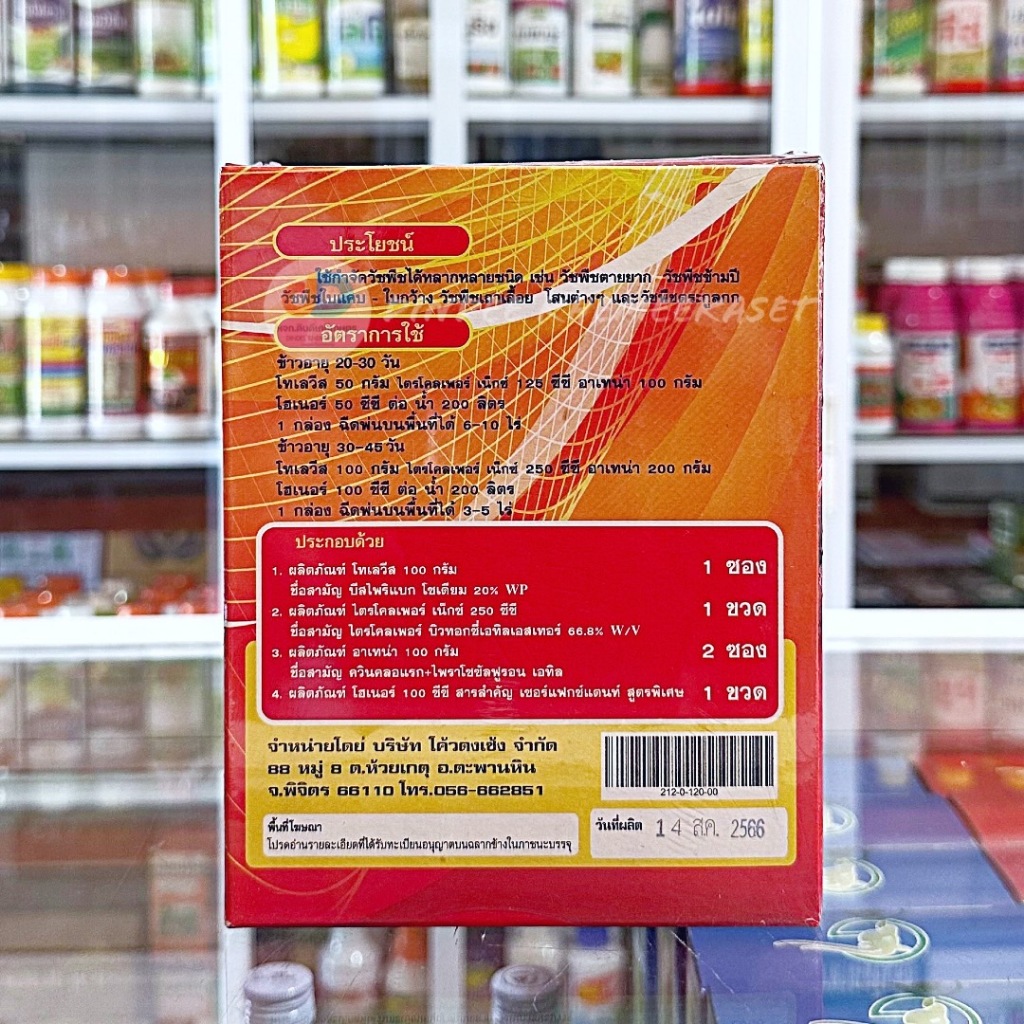 ประโยชน์
ใช้กำจัดวัชพืชได้หลากหลายชนิด เช่น วัชพืชตายยาก -วัชพืชข้ามปี
วัชพืชใบแคบ - ใบกว้าง วัชพืชเถาเลื้อย โสนต่างๆ และวัชพืชตระกูลกก
อัตราการใช้
ข้าวอายุ 20-30 วัน
โทเลวีส 50 กรัม ไตรโคลเพอร์ เน็กซ์ 125 ซีซี อาเทน่า 100 กรัม
โฮเนอร์ 50 ซีซี ต่อ น้ำ 200 ลิตร
1 กล่อง ฉีดพ่นบนพื้นที่ได้ 6-10 ไร่
ข้าวอายุ 30-45วัน
โทเลวีส 100 กรัม ไตรโคลเพอร์ เน็กซ์ 250 ซีซี อาเทน่า 200 กรัม
โฮเนอร์ 100 ซีซี ต่อ น้ำ 200 ลิตร
1 กล่อง ฉีดพ่นบนพื้นที่ได้ 3-5 ไร่
ประกอบด้วย
1. ผลิตภัณฑ์ โทเลวีส 100 กรัม 1 ซอง
ชื่อสามัญ บีสไพริแบก โซเดียม 20% WP
2. ผลิตภัณฑ์ ไตรโคลเพอร์ เน็กซ์ 250 ซีซี 1 ขวด
ชื่อสามัญ ไตรโคลเพอร์ บิวทอกซี่เอทิลเอสเทอร์ 66.8% W/V
3. ผลิตภัณฑ์ อาเทน่า 100 กรัม 2 ซอง
ชื่อสามัญ ควินคลอแรก+ไพราโซซัลฟูรอน เอทิล
4. ผลิตภัณฑ์ โฮเนอร์ 100 ซีซี สารสำคัญ เซอร์แฟกซ์แตนท์ สูตรพิเศษ 1 ขวด
จำหน่ายโดย บริษัท โค้วตงเซ้ง จำกัด
88 หมู่ 8 ต.ห้วยเกตุ อ.ตะพานหิน
จ.พิจิตร 66110 โทร.056-662851
212-0-120-00
พื้นที่โฆษณา
โปรดอ่านรายละเอียดที่ได้รับทะเบียนอนุญาตบนฉลากข้างในภาชนะบรรจุ
วันที่ผลิต 14 ส.ค. 2566